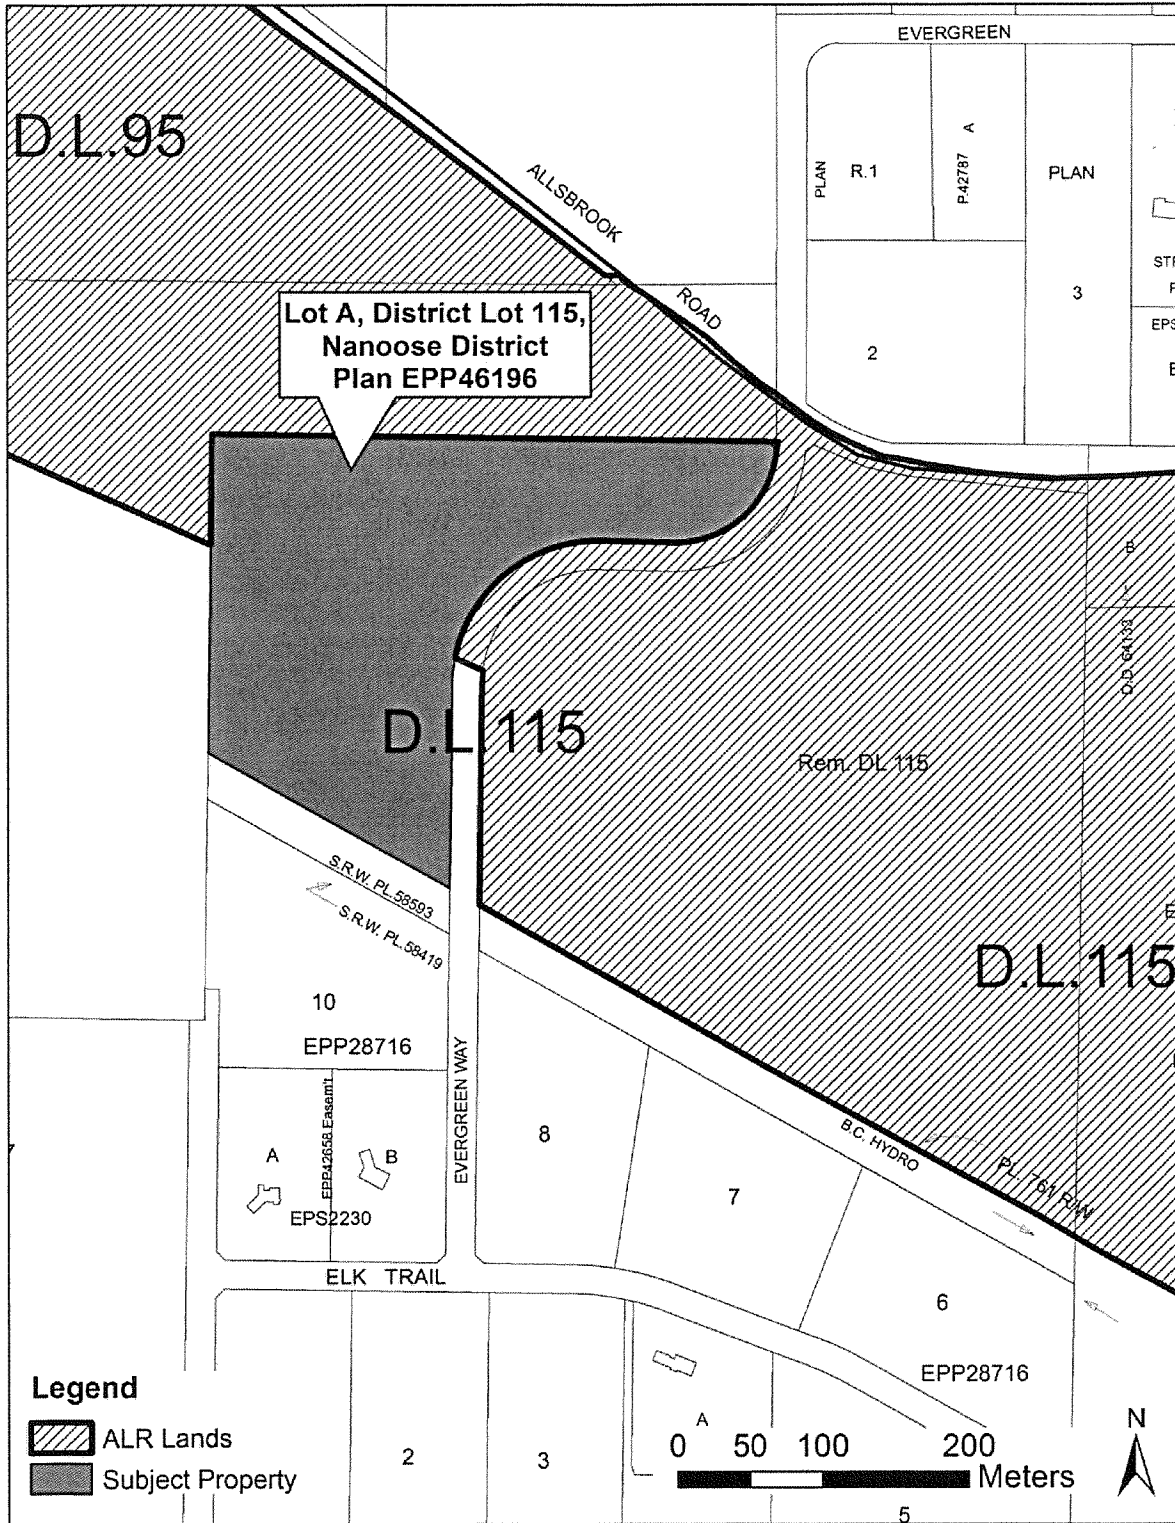 EVERGREEN
D.L.95
ALLSBROOK
ROAD
PLAN
R.1
P.42787
A
PLAN
2
3
Lot A, District Lot 115,
Nanoose District
Plan EPP46196
B
D.D 64133
D.L.115
Rem. DL 115
D.L.115
S.R.W. PL.58593
S.R.W. PL.58419
10
EPP28716
EVERGREEN WAY
A
EPP42658 Easem't
B
EPS2230
8
7
B.C. HYDRO
PL. 761 R/W
ELK TRAIL
6
EPP28716
A
2
3
5
Legend
ALR Lands
Subject Property
0 50 100 200
Meters
N